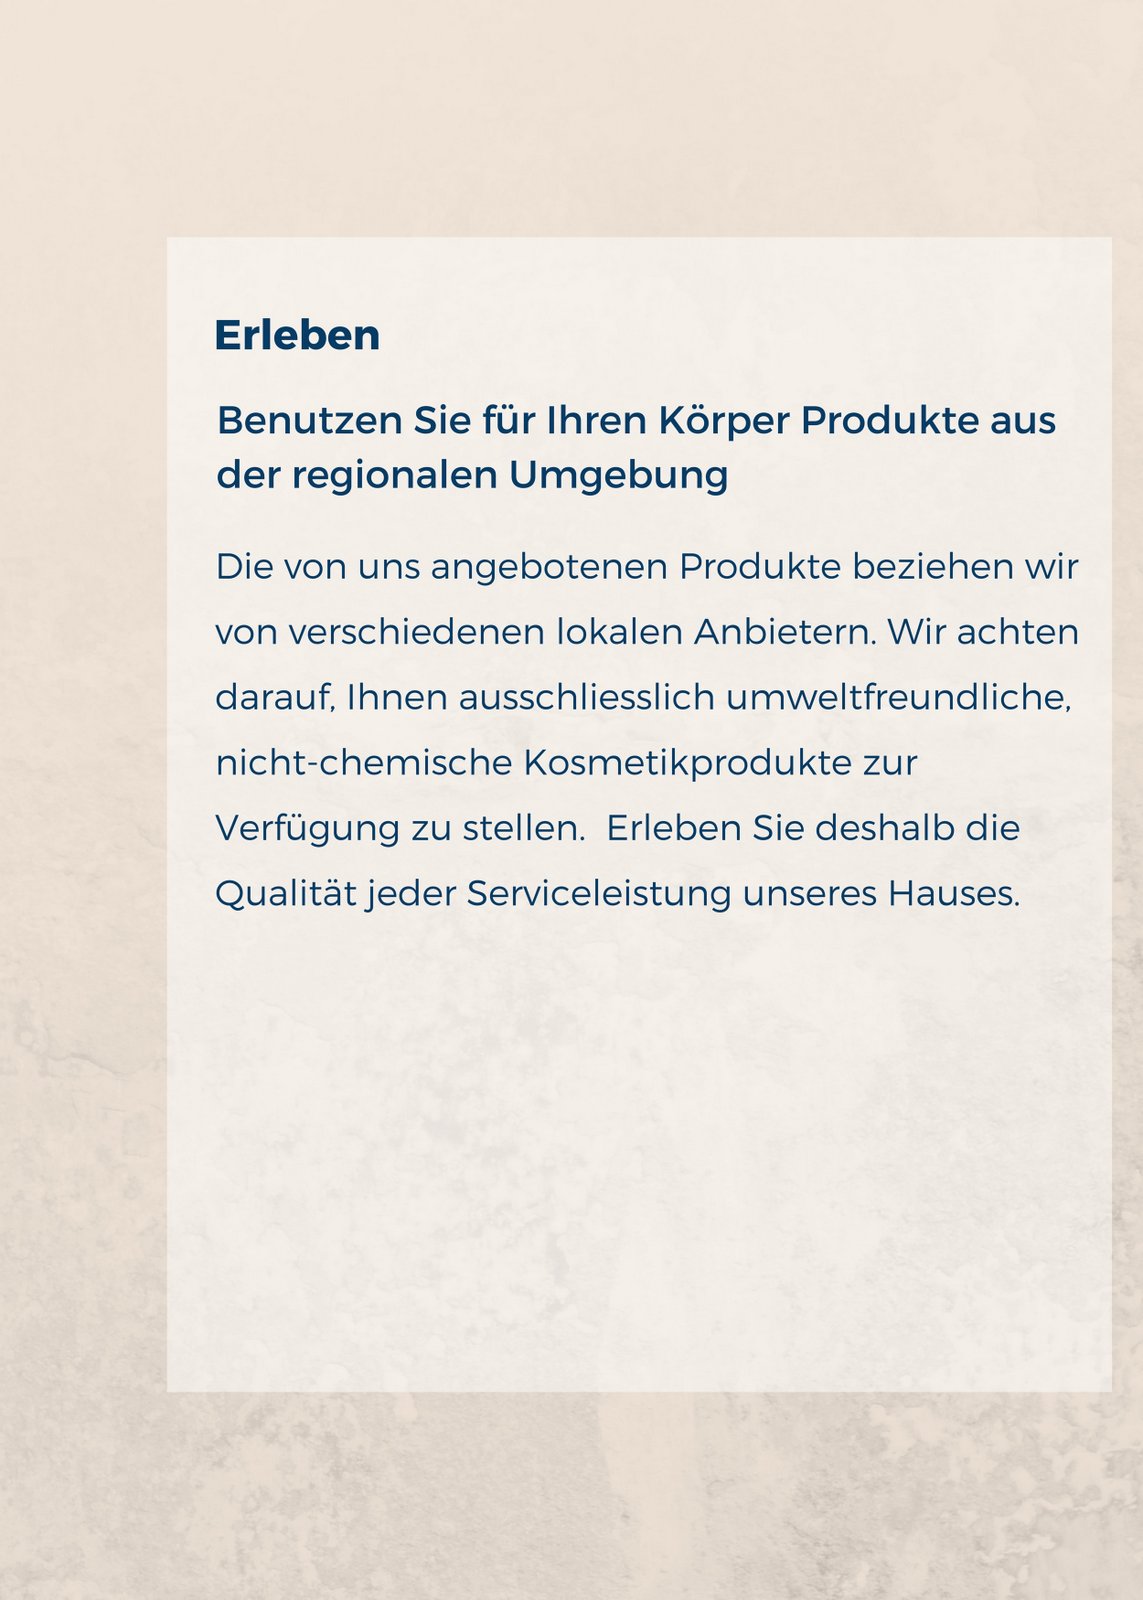 Erleben
Benutzen Sie für Ihren Körper Produkte aus
der regionalen Umgebung
Die von uns angebotenen Produkte beziehen wir
von verschiedenen lokalen Anbietern. Wir achten
darauf, Ihnen ausschliesslich umweltfreundliche,
nicht-chemische Kosmetikprodukte zur
Verfügung zu stellen.  Erleben Sie deshalb die
Qualität jeder Serviceleistung unseres Hauses.